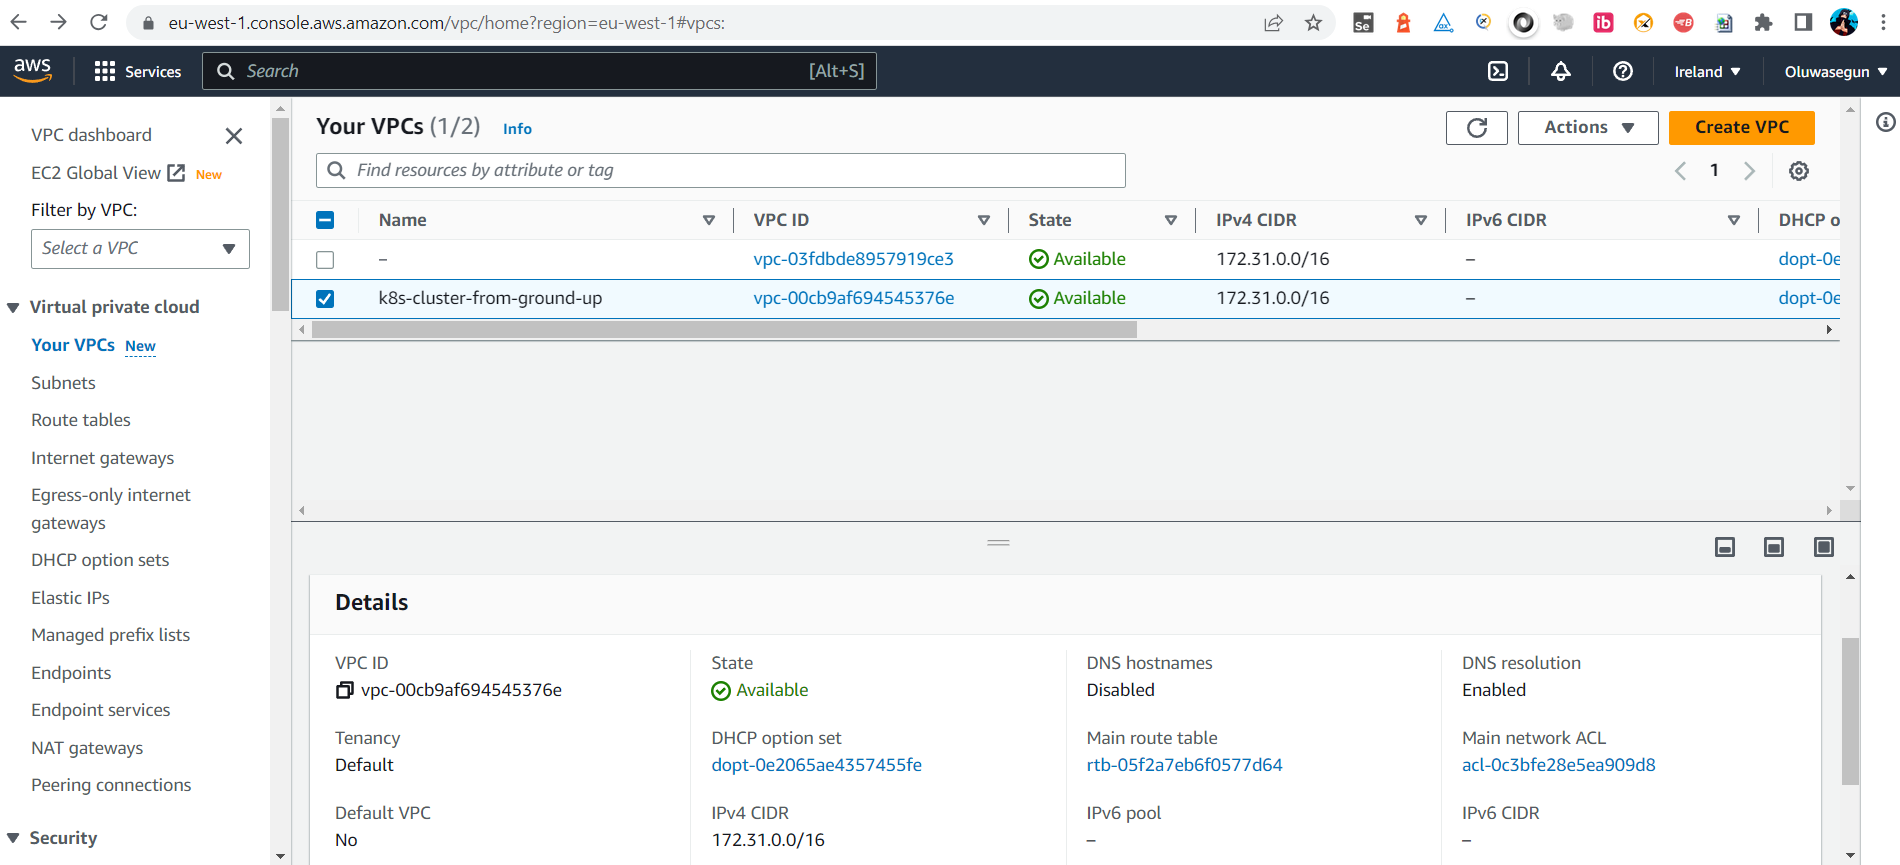 eu-west-1.console.aws.amazon.com/vpc/home?region=eu-west-1#vpcs:
aws
Services
Search
[Alt+S]
Ireland
Oluwasegun
VPC dashboard
EC2 Global View New
Filter by VPC:
Select a VPC
Virtual private cloud
Your VPCs New
Subnets
Route tables
Internet gateways
Egress-only internet
gateways
DHCP option sets
Elastic IPs
Managed prefix lists
Endpoints
Endpoint services
NAT gateways
Peering connections
Security
Your VPCs (1/2) Info
Actions
Create VPC
Find resources by attribute or tag
1
Name VPC ID State IPv4 CIDR IPv6 CIDR DHCP o
– vpc-03fdbde8957919ce3 Available 172.31.0.0/16 – dopt-0e
k8s-cluster-from-ground-up vpc-00cb9af694545376e Available 172.31.0.0/16 – dopt-0e
Details
VPC ID
vpc-00cb9af694545376e
State
Available
DNS hostnames
Disabled
DNS resolution
Enabled
Tenancy
Default
DHCP option set
dopt-0e2065ae4357455fe
Main route table
rtb-05f2a7eb6f0577d64
Main network ACL
acl-0c3bfe28e5ea909d8
Default VPC
No
IPv4 CIDR
172.31.0.0/16
IPv6 pool
–
IPv6 CIDR
–